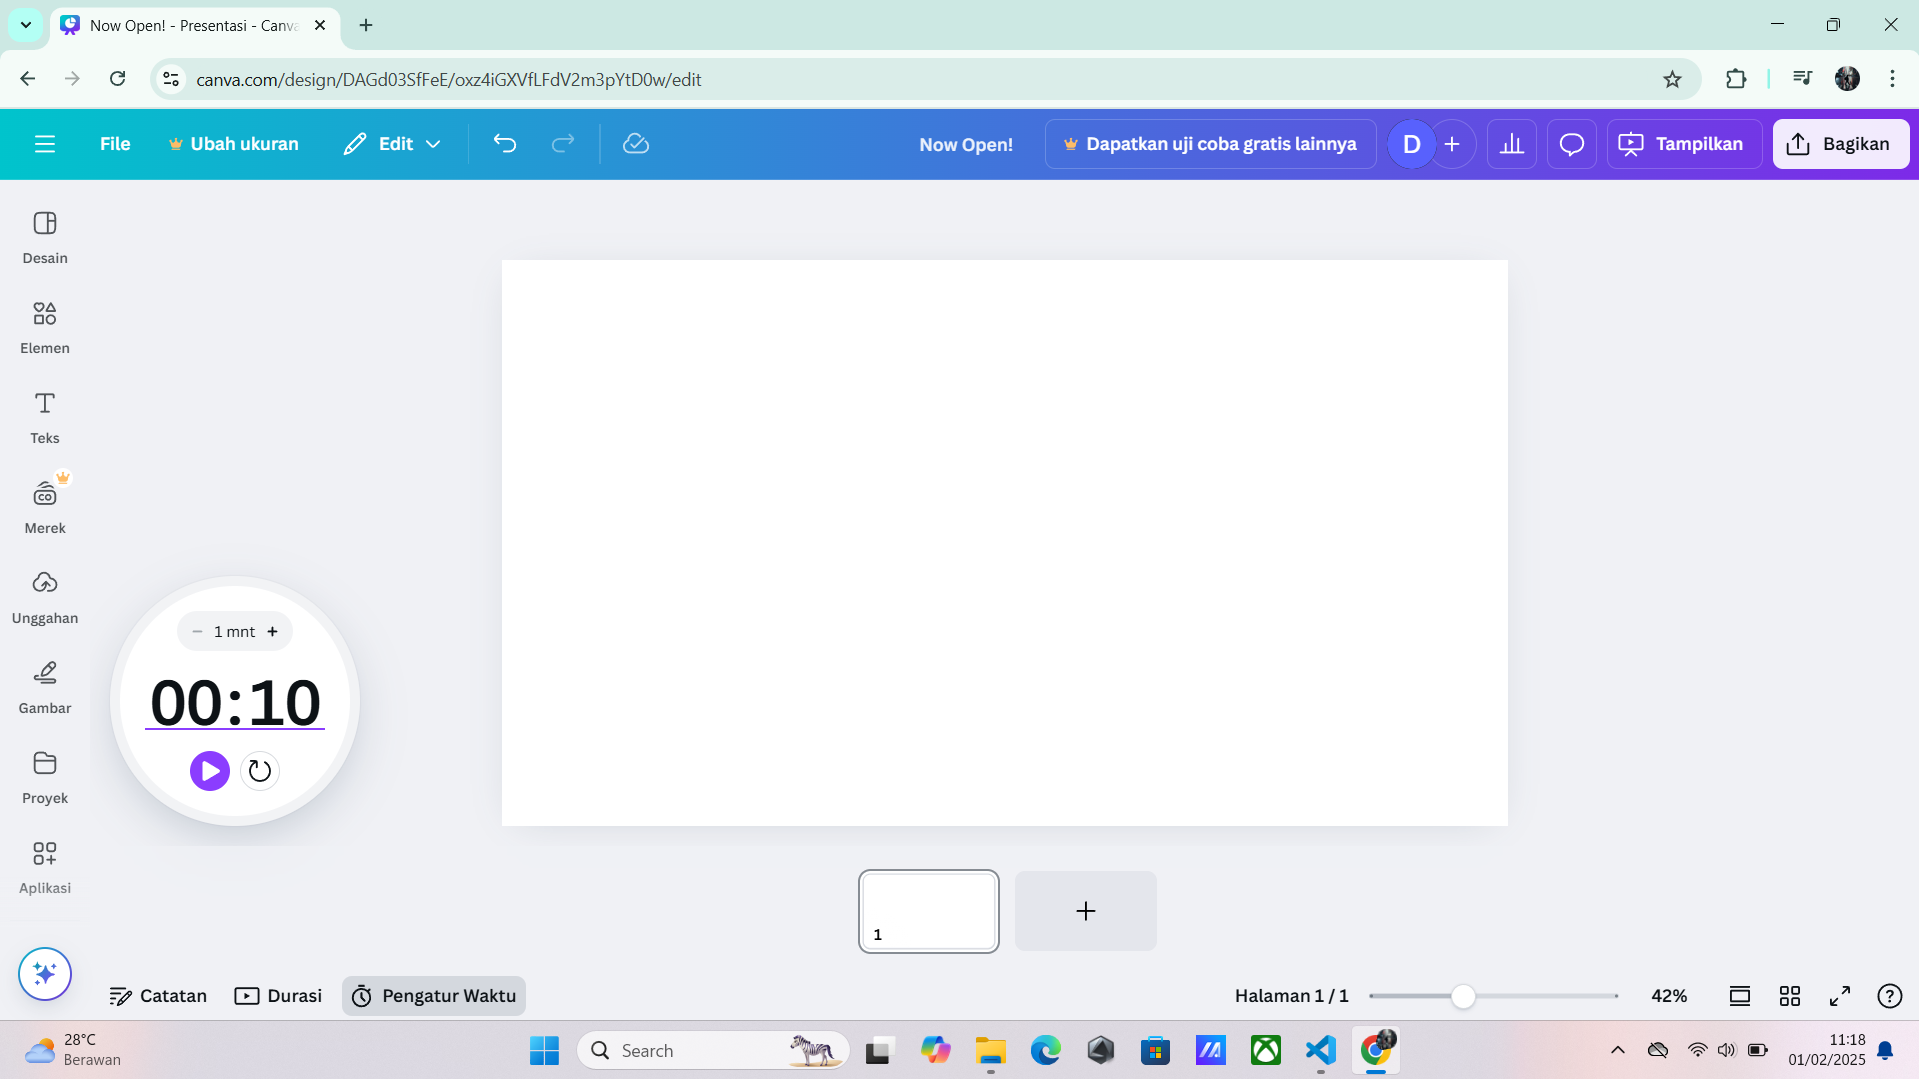 Now Open! - Presentasi - Canva
canva.com/design/DAGd03SfFeE/oxz4iGXVfLFdV2m3pYtD0w/edit
File
Ubah ukuran
Edit
Now Open!
Dapatkan uji coba gratis lainnya
D
Tampilkan
Bagikan
Desain
Elemen
Teks
CO
Merek
Unggahan
Gambar
Proyek
Aplikasi
1 mnt
00:10
1
Catatan
Durasi
Pengatur Waktu
Halaman 1 / 1
42%
28°C
Berawan
Search
11:18
01/02/2025